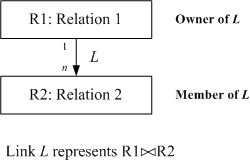 R1: Relation 1
Owner of L
1
L
n
R2: Relation 2
Member of L
Link L represents R1⋈R2